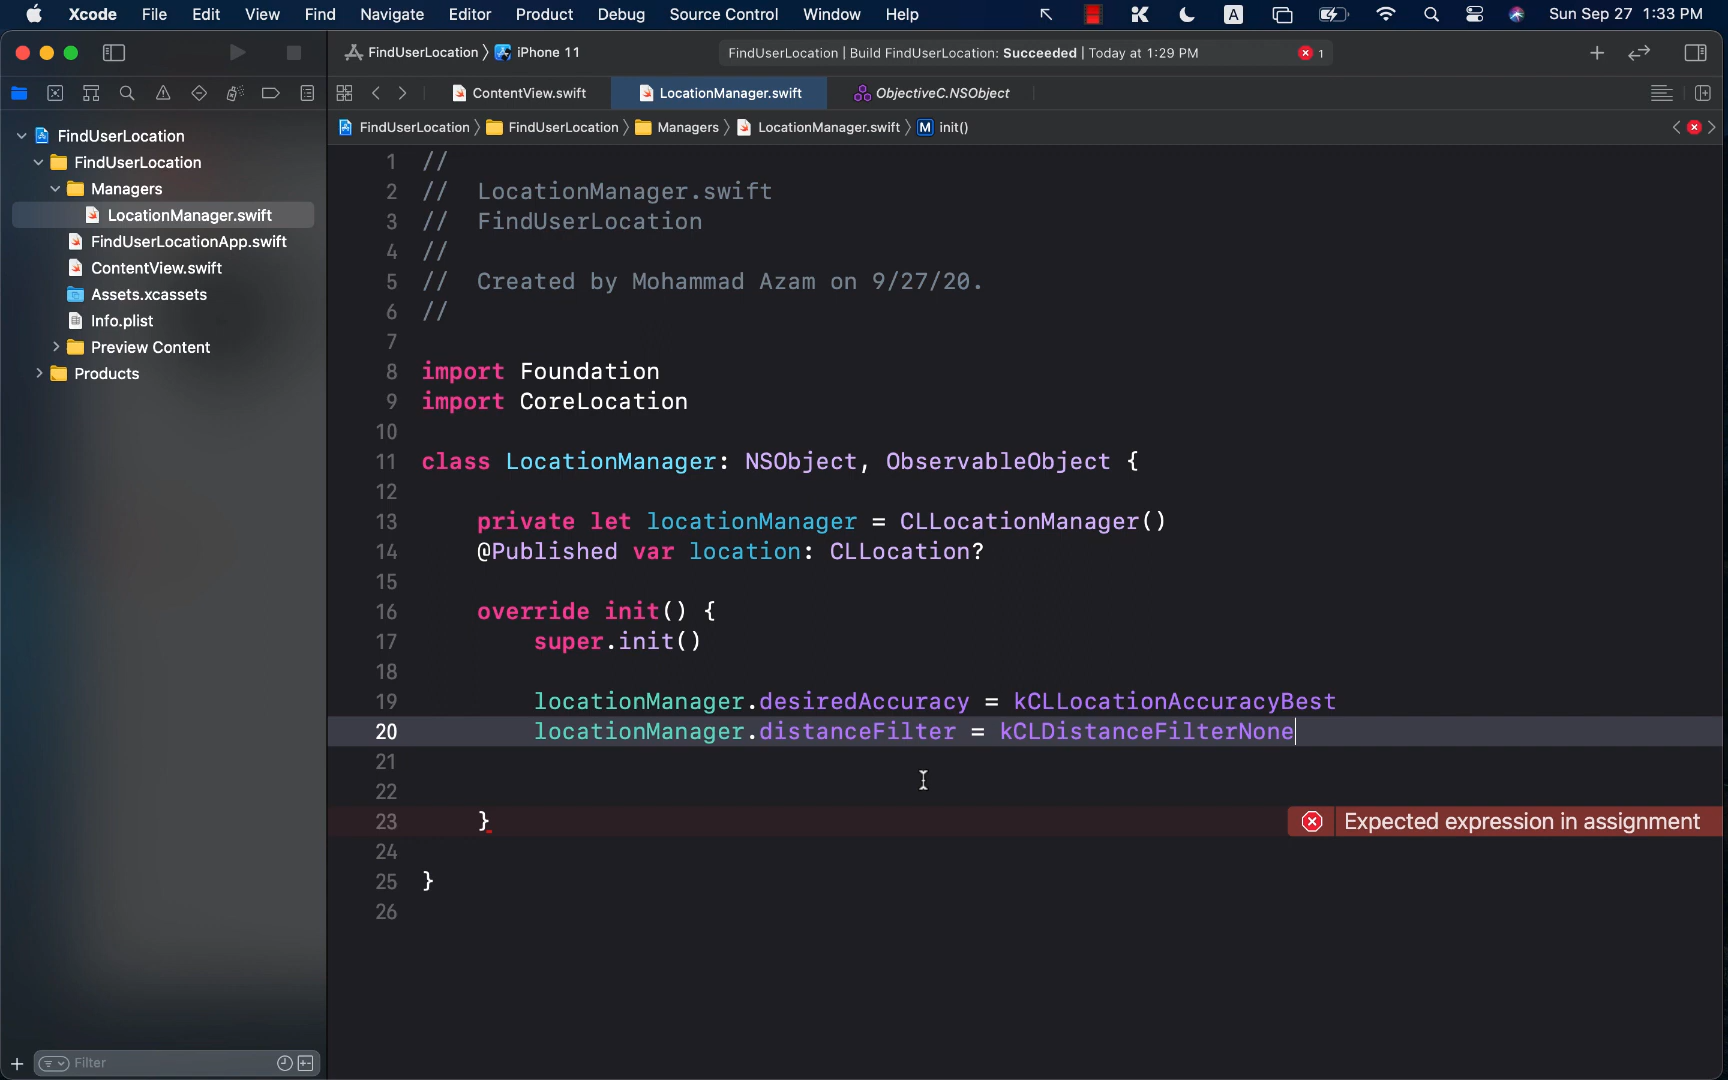 Xcode File Edit View Find Navigate Editor Product Debug Source Control Window Help A Sun Sep 27 1:33 PM
FindUserLocation 〉 iPhone 11
FindUserLocation | Build FindUserLocation: Succeeded | Today at 1:29 PM 1
ContentView.swift LocationManager.swift ObjectiveC.NSObject
FindUserLocation 〉 FindUserLocation 〉 Managers 〉 LocationManager.swift 〉 M init()
FindUserLocation
FindUserLocation
Managers
LocationManager.swift
FindUserLocationApp.swift
ContentView.swift
Assets.xcassets
Info.plist
Preview Content
Products
Filter
1 //
2 // LocationManager.swift
3 // FindUserLocation
4 //
5 // Created by Mohammad Azam on 9/27/20.
6 //
7
8 import Foundation
9 import CoreLocation
10
11 class LocationManager: NSObject, ObservableObject {
12
13 private let locationManager = CLLocationManager()
14 @Published var location: CLLocation?
15
16 override init() {
17 super.init()
18
19 locationManager.desiredAccuracy = kCLLocationAccuracyBest
20 locationManager.distanceFilter = kCLDistanceFilterNone
21
22
23 } Expected expression in assignment
24
25 }
26